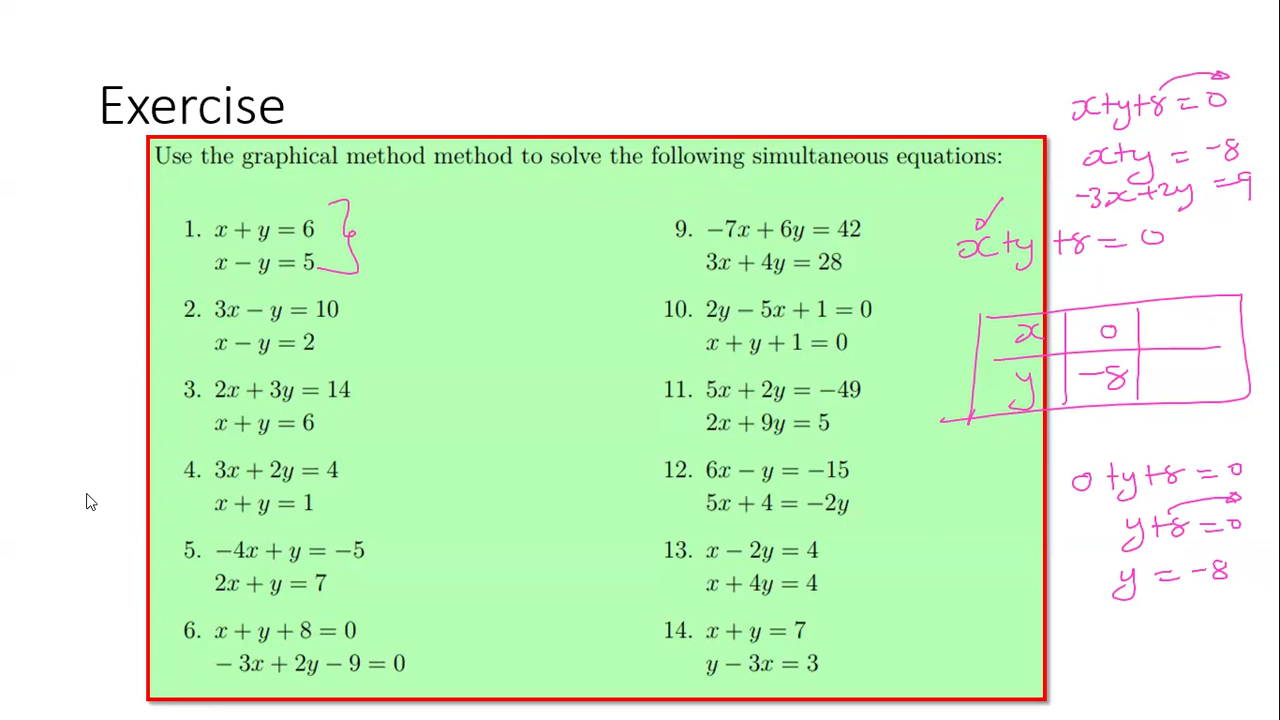 Exercise
Use the graphical method method to solve the following simultaneous equations:
1. x + y = 6
x − y = 5
2. 3x − y = 10
x − y = 2
3. 2x + 3y = 14
x + y = 6
4. 3x + 2y = 4
x + y = 1
5. −4x + y = −5
2x + y = 7
6. x + y + 8 = 0
− 3x + 2y − 9 = 0
9. −7x + 6y = 42
3x + 4y = 28
10. 2y − 5x + 1 = 0
x + y + 1 = 0
11. 5x + 2y = −49
2x + 9y = 5
12. 6x − y = −15
5x + 4 = −2y
13. x − 2y = 4
x + 4y = 4
14. x + y = 7
y − 3x = 3
x+y+8 = 0
x+y = -8
-3x+2y = 9
x+y+8 = 0
x 0
y -8
0 +y+8 = 0
y+8 = 0
y = -8